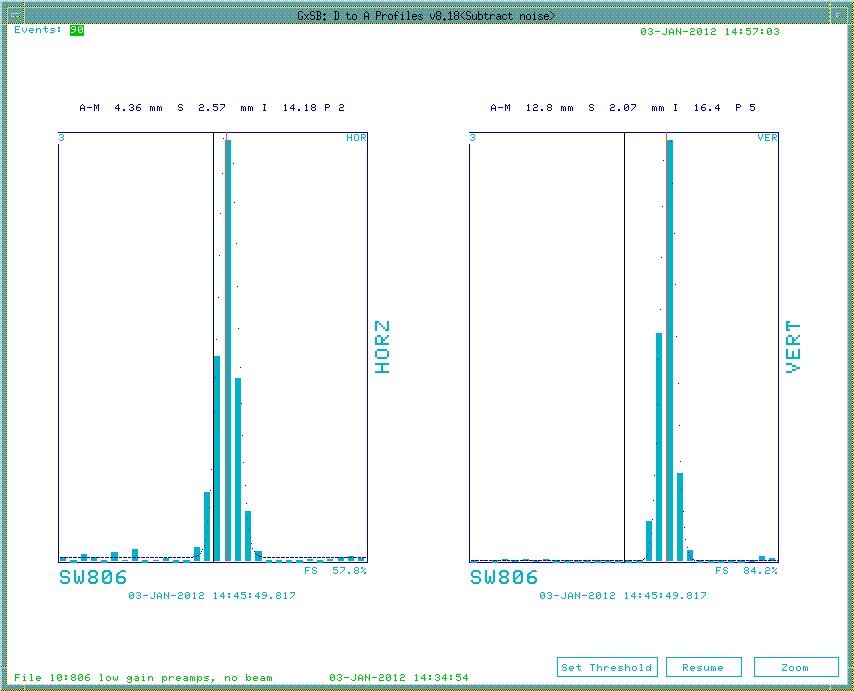 GxSB: D to A Profiles v8.18<Subtract noise>
Events: 90
03-JAN-2012 14:57:03
A-M 4.36 mm S 2.57 mm I 14.18 P 2
A-M 12.8 mm S 2.07 mm I 16.4 P 5
3 HOR
3 VER
HORZ
VERT
FS 57.8%
FS 84.2%
SW806
SW806
03-JAN-2012 14:45:49.817
03-JAN-2012 14:45:49.817
Set Threshold
Resume
Zoom
File 10:806 low gain preamps, no beam 03-JAN-2012 14:34:54